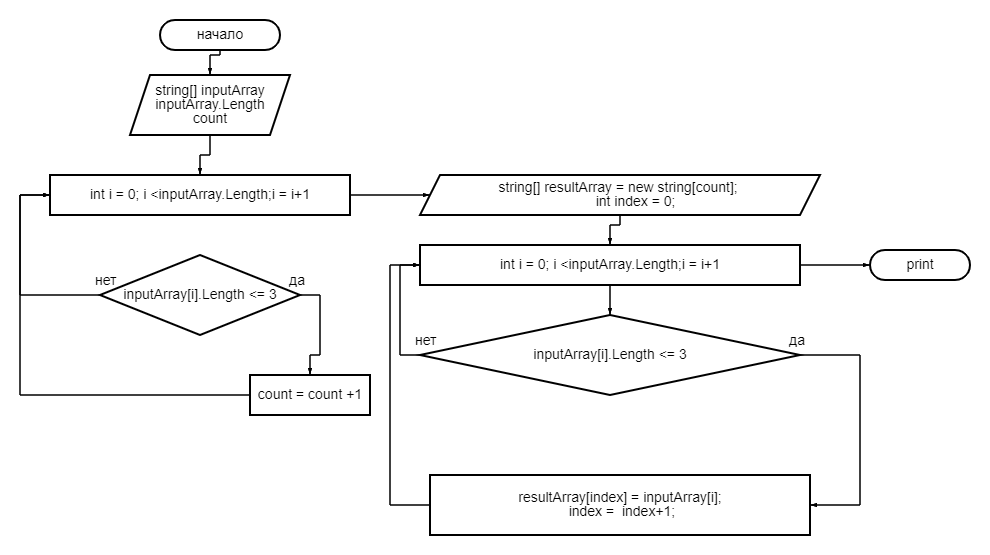 начало
string[] inputArray
inputArray.Length
count
int i = 0; i <inputArray.Length;i = i+1
нет
да
inputArray[i].Length <= 3
count = count +1
string[] resultArray = new string[count];
int index = 0;
int i = 0; i <inputArray.Length;i = i+1
print
нет
да
inputArray[i].Length <= 3
resultArray[index] = inputArray[i];
index =  index+1;